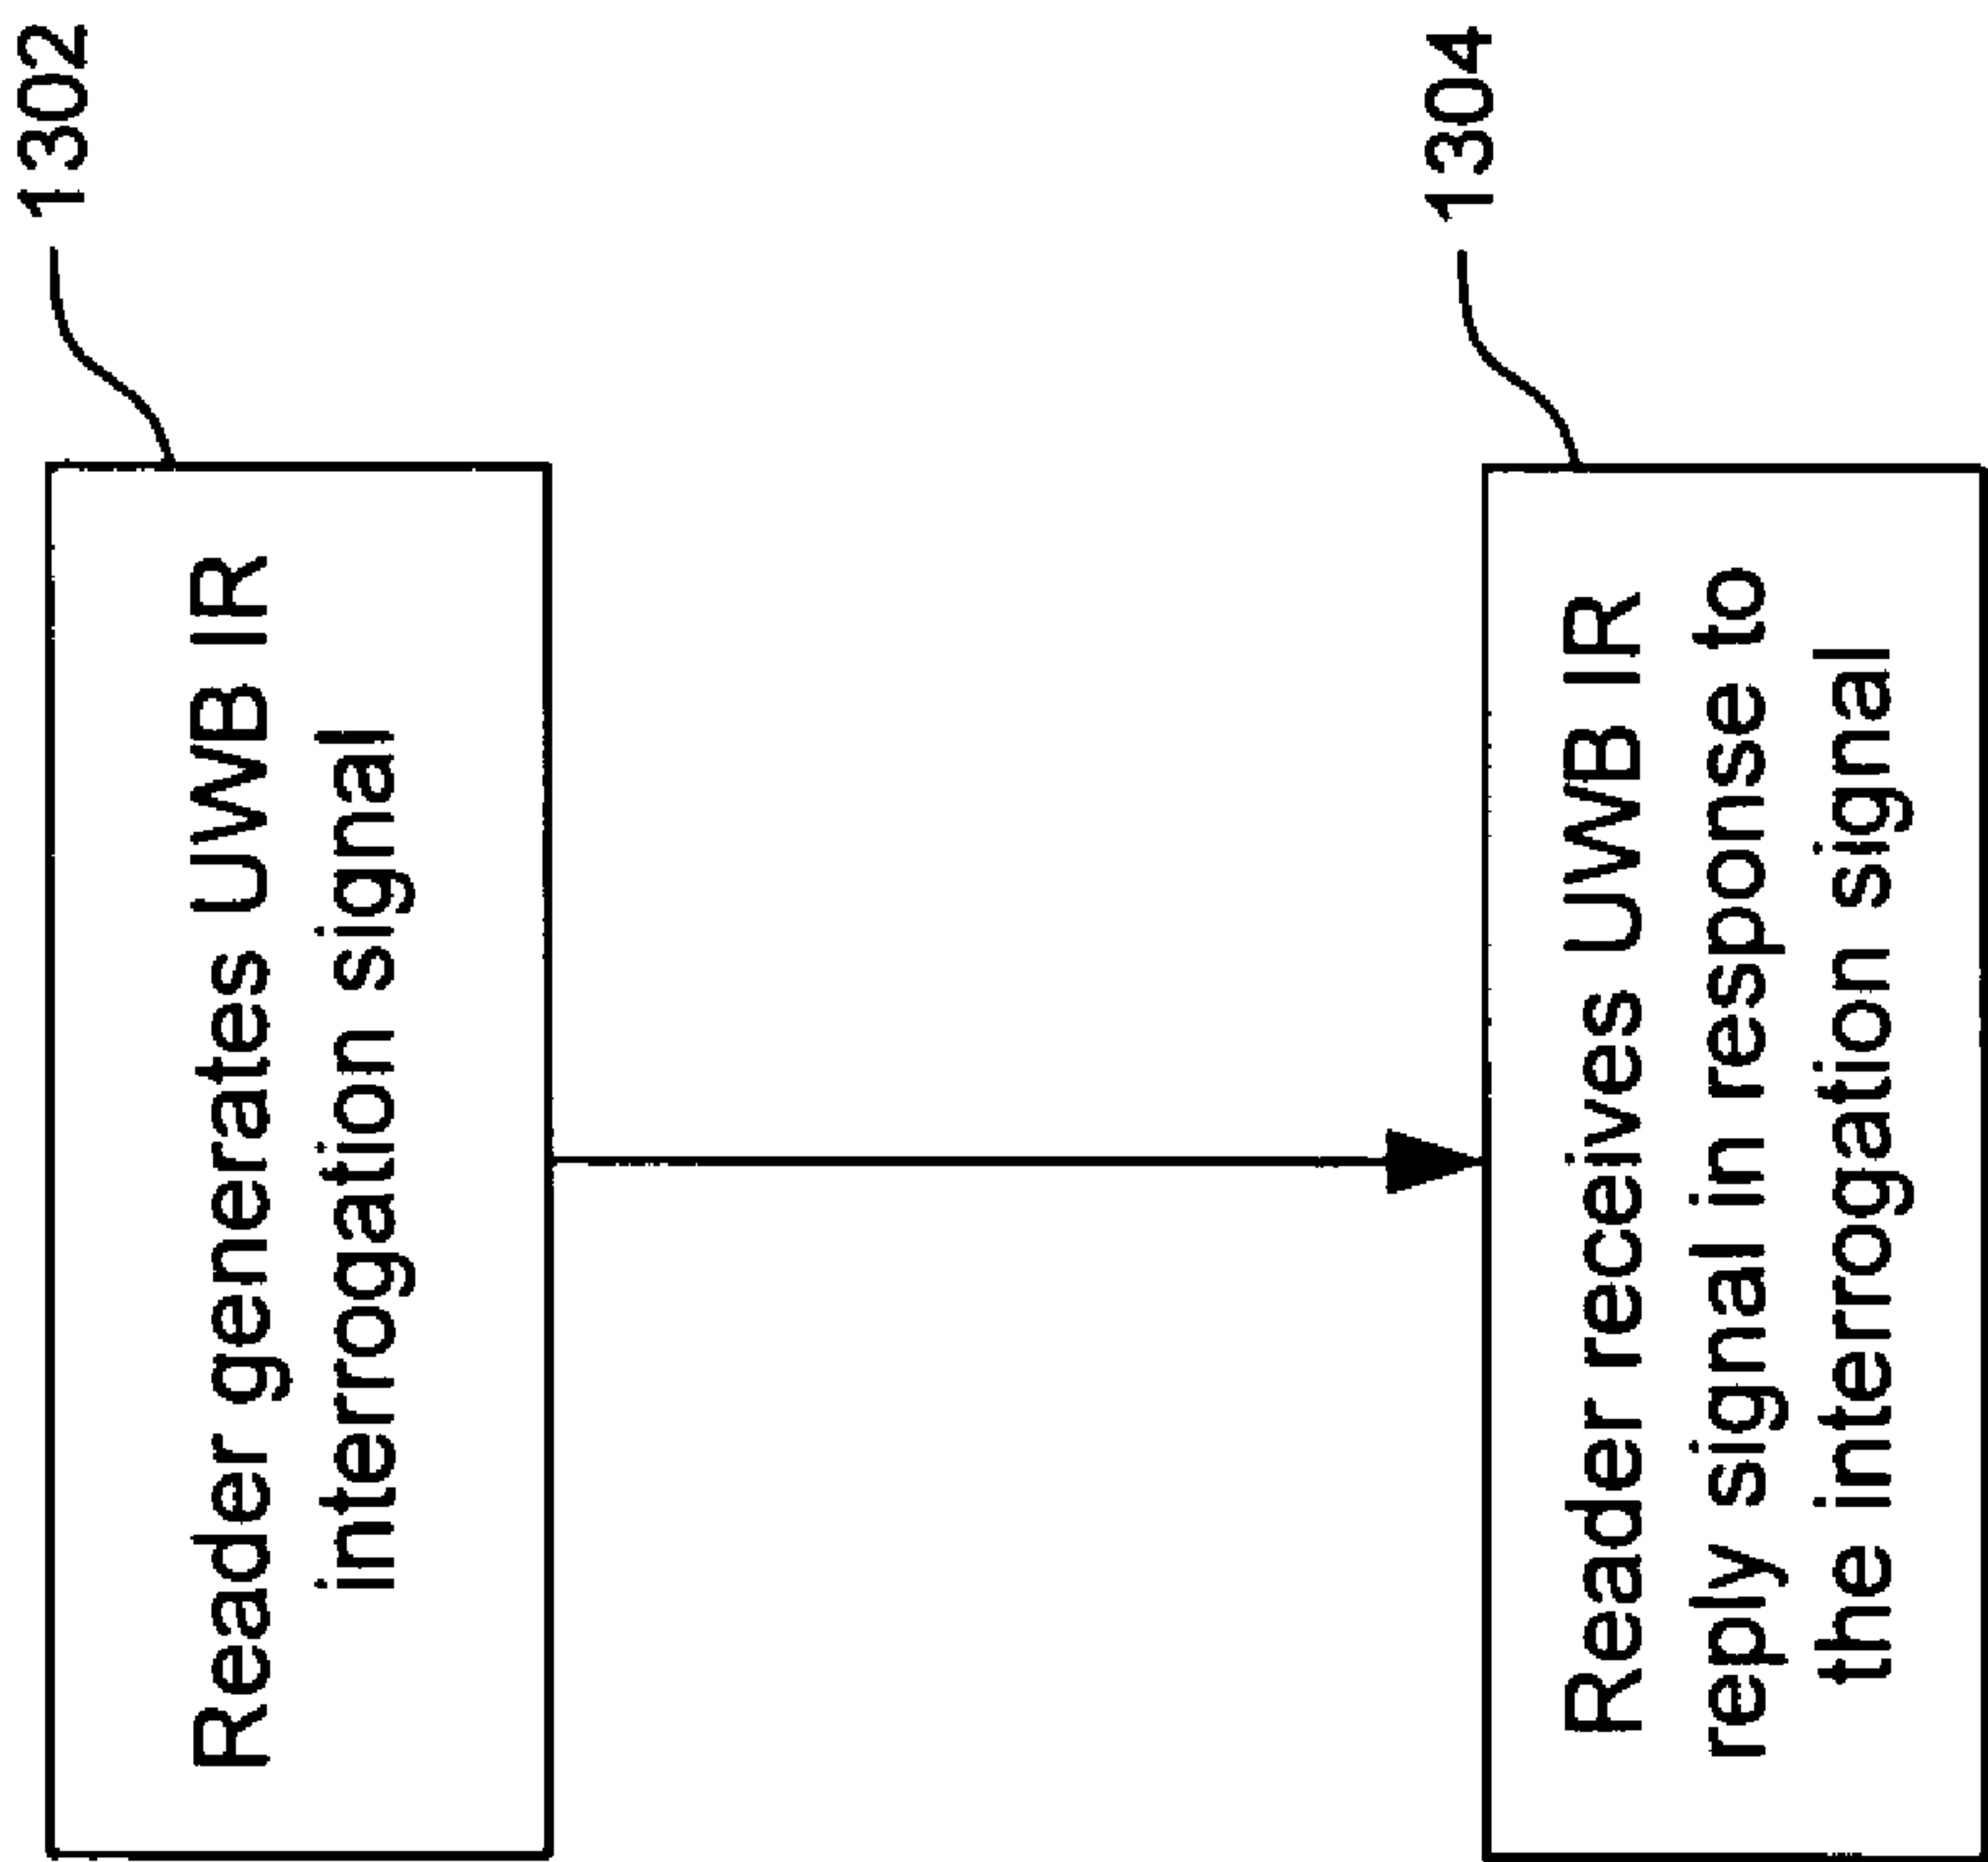 1302
Reader generates UWB IR
interrogation signal
1304
Reader receives UWB IR
reply signal in response to
the interrogation signal